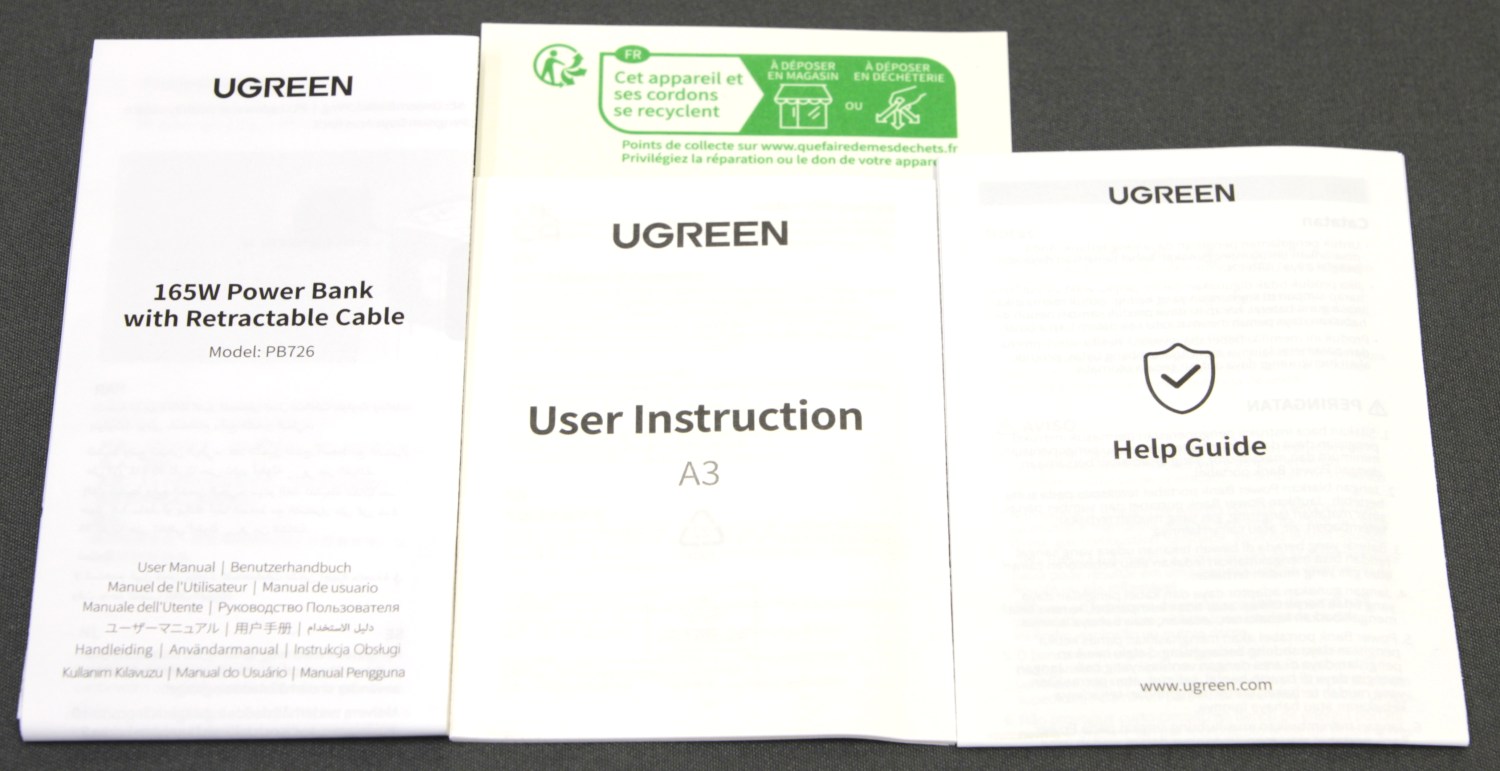 UGREEN
165W Power Bank
with Retractable Cable
Model: PB726
User Manual | Benutzerhandbuch
Manuel de l'Utilisateur | Manual de usuario
Manuale dell'Utente | Руководство Пользователя
ユーザーマニュアル | 用户手册 | دليل الاستخدام
Handleiding | Användarmanual | Instrukcja Obsługi
Kullanım Kılavuzu | Manual do Usuário | Manual Pengguna
FR
Cet appareil et
ses cordons
se recyclent
À DÉPOSER
EN MAGASIN
OU
À DÉPOSER
EN DÉCHÈTERIE
Points de collecte sur www.quefairedemesdechets.fr
Privilégiez la réparation ou le don de votre
UGREEN
User Instruction
A3
UGREEN
Catatan
PERINGATAN
Help Guide
www.ugreen.com